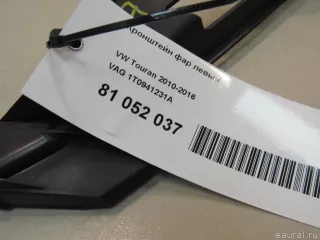 Кронштейн фар левый
VW Touran 2010-2016
VAG 1T0941231A
81 052 037
eaural.ru